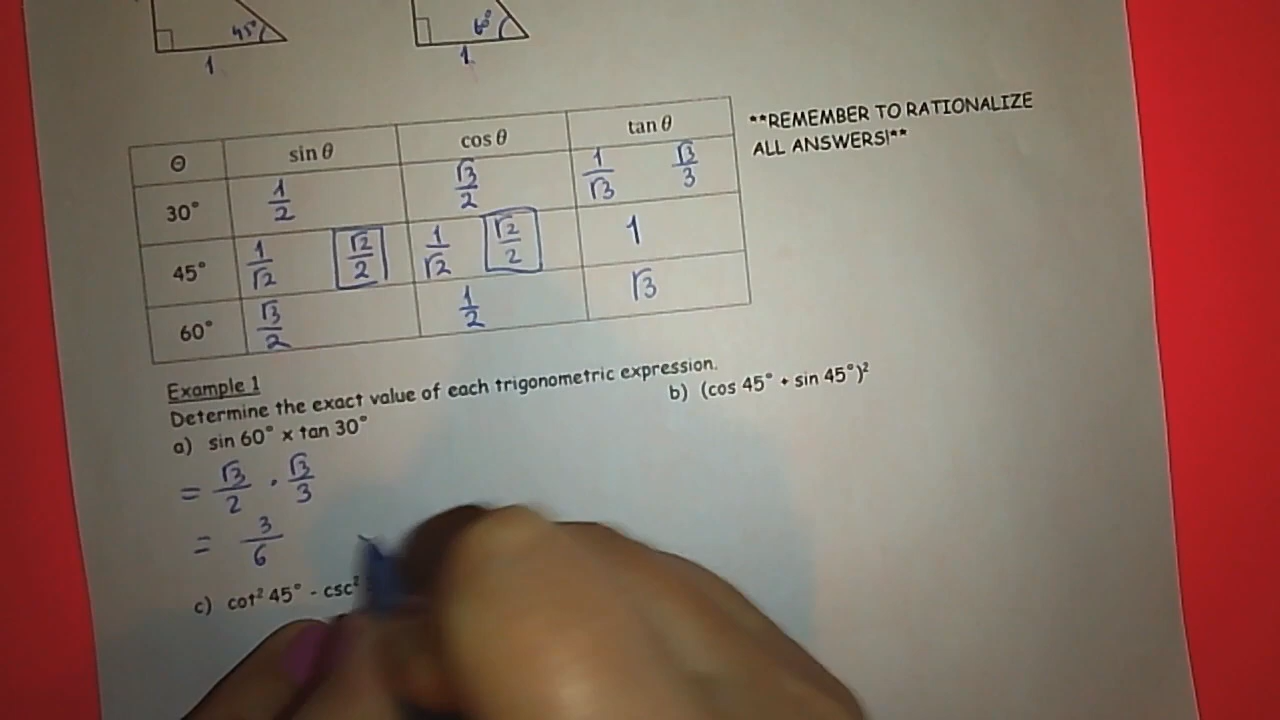 45° 60°
1 1
**REMEMBER TO RATIONALIZE
ALL ANSWERS!**
Θ sin θ cos θ tan θ
30° 1/2 √3/2 1/√3 √3/3
45° 1/√2 √2/2 1/√2 √2/2 1
60° √3/2 1/2 √3
Example 1
Determine the exact value of each trigonometric expression.
a) sin 60° x tan 30° b) (cos 45° + sin 45°)²
= √3/2 · √3/3
= 3/6
c) cot² 45° - csc²